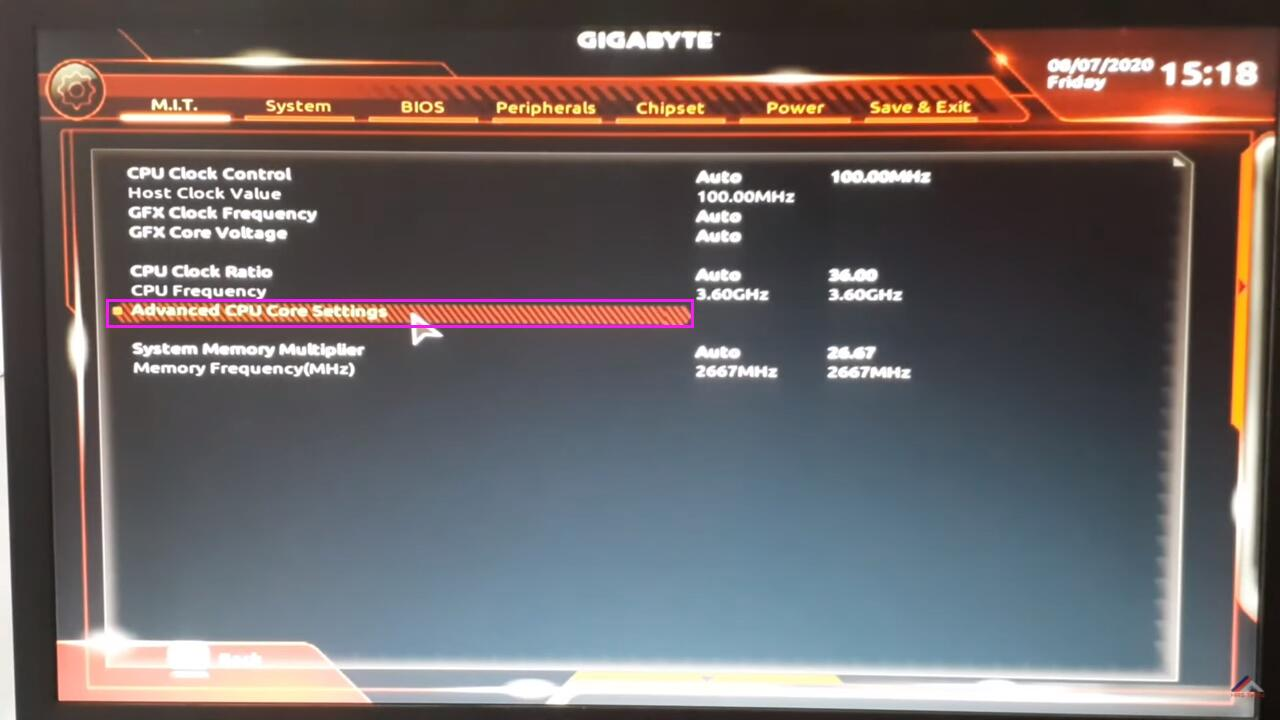 GIGABYTE™
08/07/2020
Friday
15:18
M.I.T. System BIOS Peripherals Chipset Power Save & Exit
CPU Clock Control Auto 100.00MHz
Host Clock Value 100.00MHz
GFX Clock Frequency Auto
GFX Core Voltage Auto
CPU Clock Ratio Auto 36.00
CPU Frequency 3.60GHz 3.60GHz
Advanced CPU Core Settings
System Memory Multiplier Auto 26.67
Memory Frequency(MHz) 2667MHz 2667MHz
Back